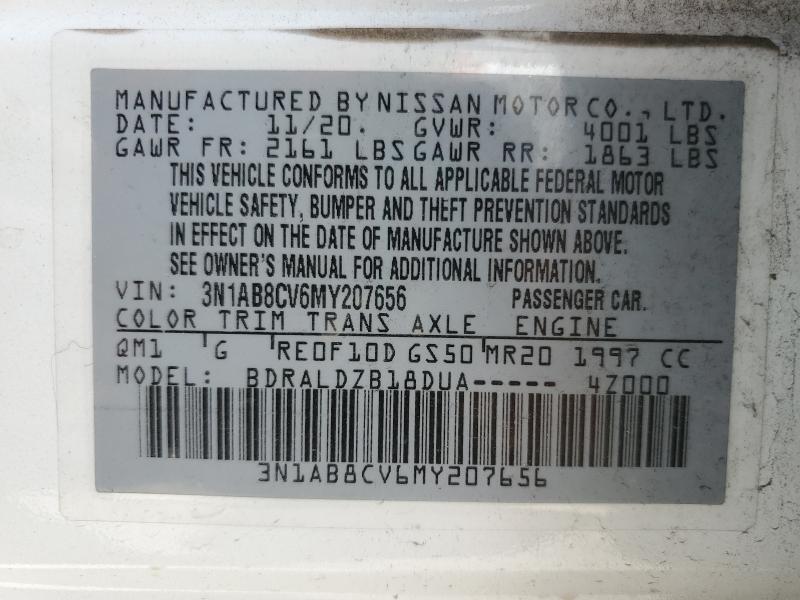 MANUFACTURED BY NISSAN MOTOR CO., LTD.
DATE: 11/20. GVWR: 4001 LBS
GAWR FR: 2161 LBS GAWR RR: 1863 LBS
THIS VEHICLE CONFORMS TO ALL APPLICABLE FEDERAL MOTOR
VEHICLE SAFETY, BUMPER AND THEFT PREVENTION STANDARDS
IN EFFECT ON THE DATE OF MANUFACTURE SHOWN ABOVE.
SEE OWNER'S MANUAL FOR ADDITIONAL INFORMATION.
VIN: 3N1AB8CV6MY207656 PASSENGER CAR.
COLOR TRIM TRANS AXLE ENGINE
QM1 G RE0F10D GS50 MR20 1997 CC
MODEL: BDRALDZB18DUA----- 4Z000
3N1AB8CV6MY207656